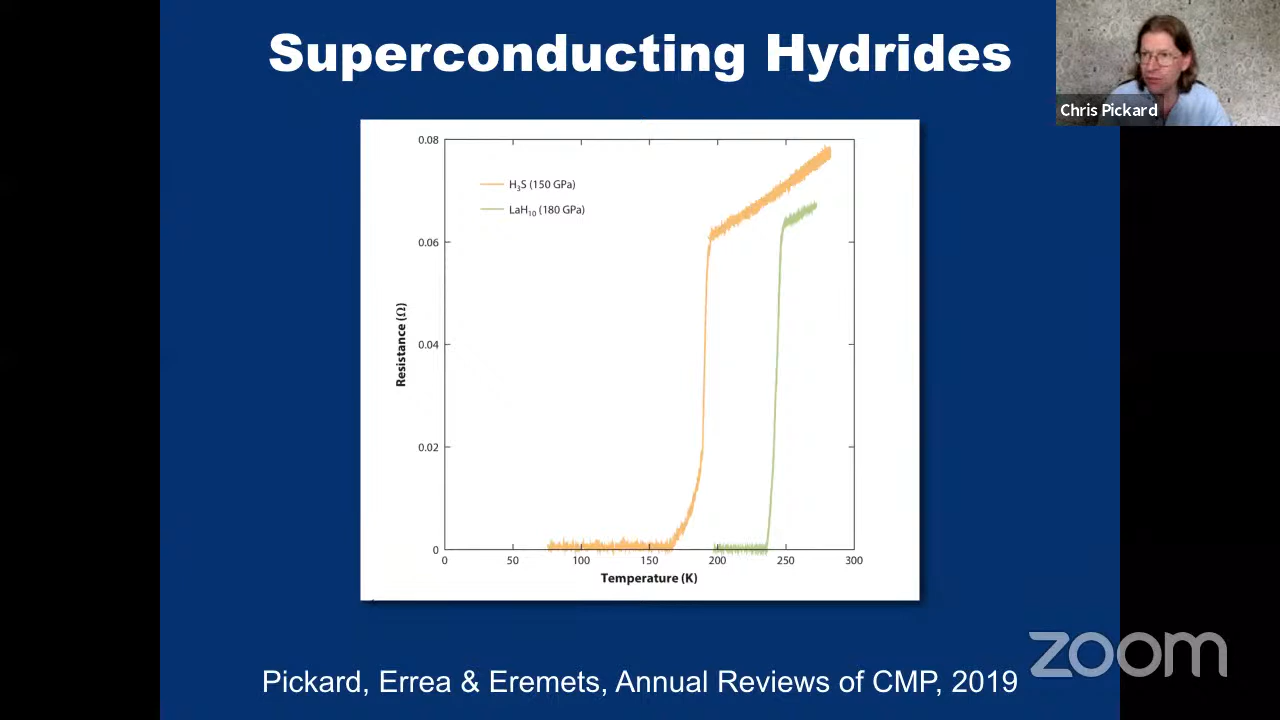 Superconducting Hydrides
Chris Pickard
0.08
0.06
0.04
0.02
0
Resistance (Ω)
H₃S (150 GPa)
LaH₁₀ (180 GPa)
0 50 100 150 200 250 300
Temperature (K)
zoom
Pickard, Errea & Eremets, Annual Reviews of CMP, 2019